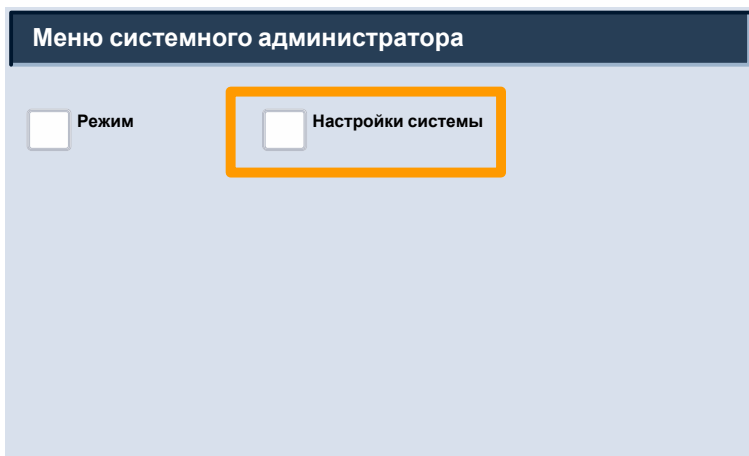 Меню системного администратора
Режим
Настройки системы